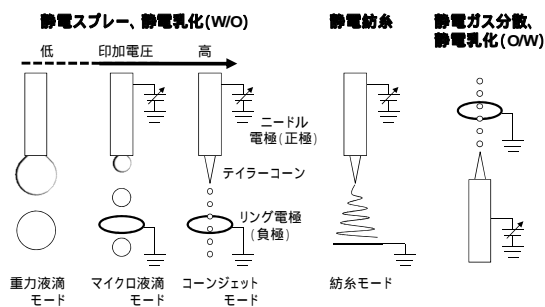 静電スプレー、静電乳化(W/O)
静電紡糸
静電ガス分散、
静電乳化(O/W)
低 印加電圧 高
ニードル
電極(正極)
テイラーコーン
リング電極
(負極)
重力液滴
モード
マイクロ液滴
モード
コーンジェット
モード
紡糸モード